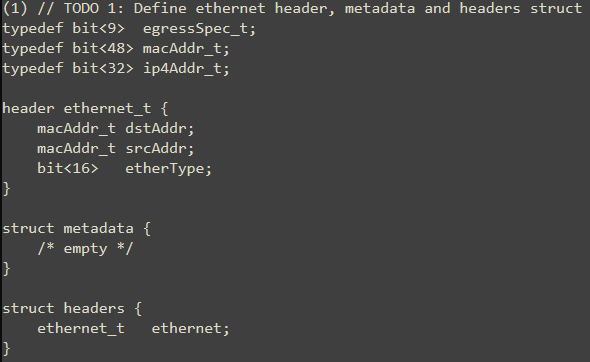 (1) // TODO 1: Define ethernet header, metadata and headers struct
typedef bit<9>  egressSpec_t;
typedef bit<48> macAddr_t;
typedef bit<32> ip4Addr_t;

header ethernet_t {
    macAddr_t dstAddr;
    macAddr_t srcAddr;
    bit<16>   etherType;
}

struct metadata {
    /* empty */
}

struct headers {
    ethernet_t   ethernet;
}